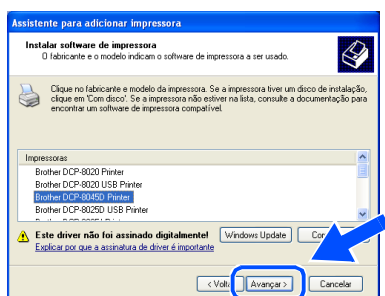 Assistente para adicionar impressora
Instalar software de impressora
O fabricante e o modelo indicam o software de impressora a ser usado.
Clique no fabricante e modelo da impressora. Se a impressora tiver um disco de instalação,
clique em 'Com disco'. Se a impressora não estiver na lista, consulte a documentação para
encontrar um software de impressora compatível.
Impressoras
Brother DCP-8020 Printer
Brother DCP-8020 USB Printer
Brother DCP-8045D Printer
Brother DCP-8025D USB Printer
Este driver não foi assinado digitalmente!
Windows Update
Explicar por que a assinatura de driver é importante
Avançar >
Cancelar